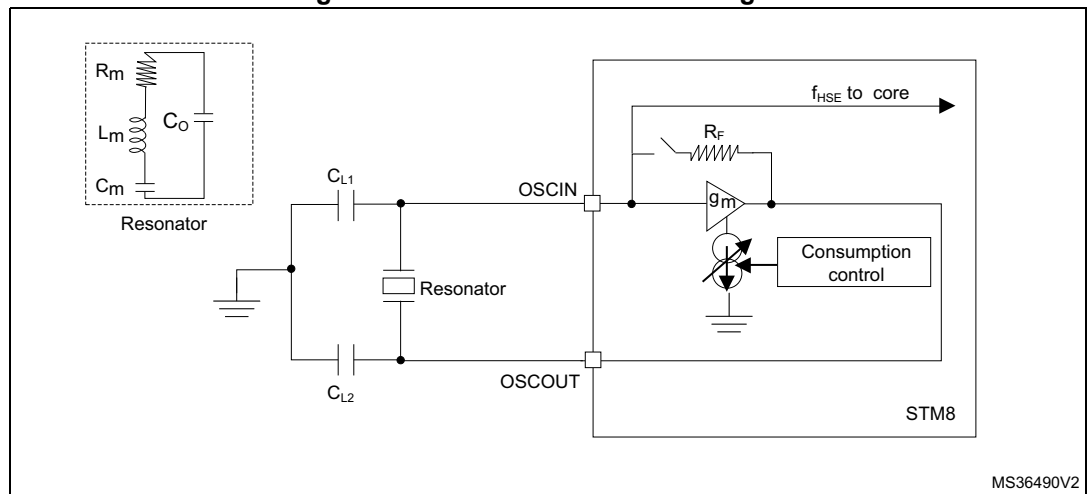 Rm
Lm
Cm
CO
Resonator
CL1
CL2
Resonator
OSCIN
OSCOUT
fHSE to core
RF
gm
Consumption
control
STM8
MS36490V2